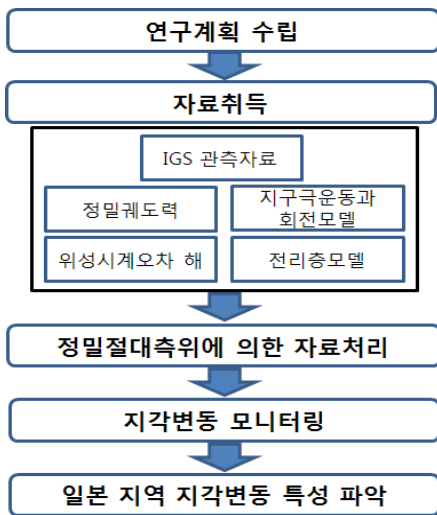 연구계획 수립
자료취득
IGS 관측자료
정밀궤도력
지구극운동과
회전모델
위성시계오차 해
전리층모델
정밀절대측위에 의한 자료처리
지각변동 모니터링
일본 지역 지각변동 특성 파악